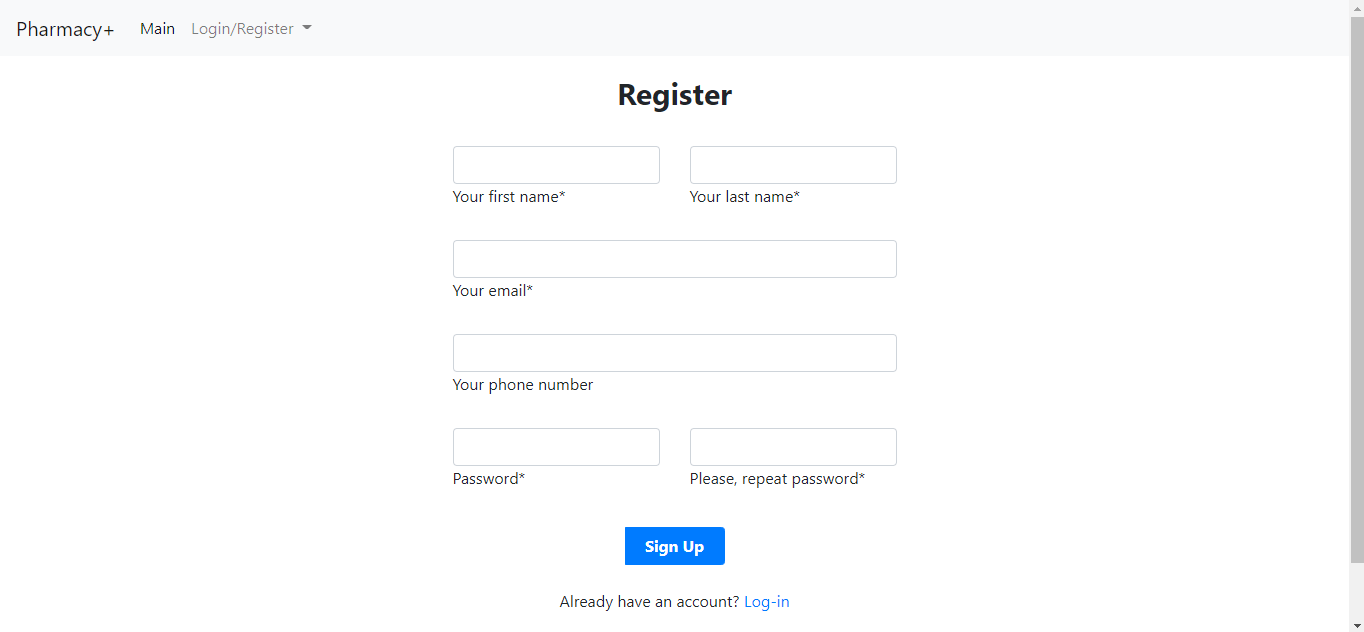 Pharmacy+ Main Login/Register
Register
Your first name* Your last name*
Your email*
Your phone number
Password* Please, repeat password*
Sign Up
Already have an account? Log-in